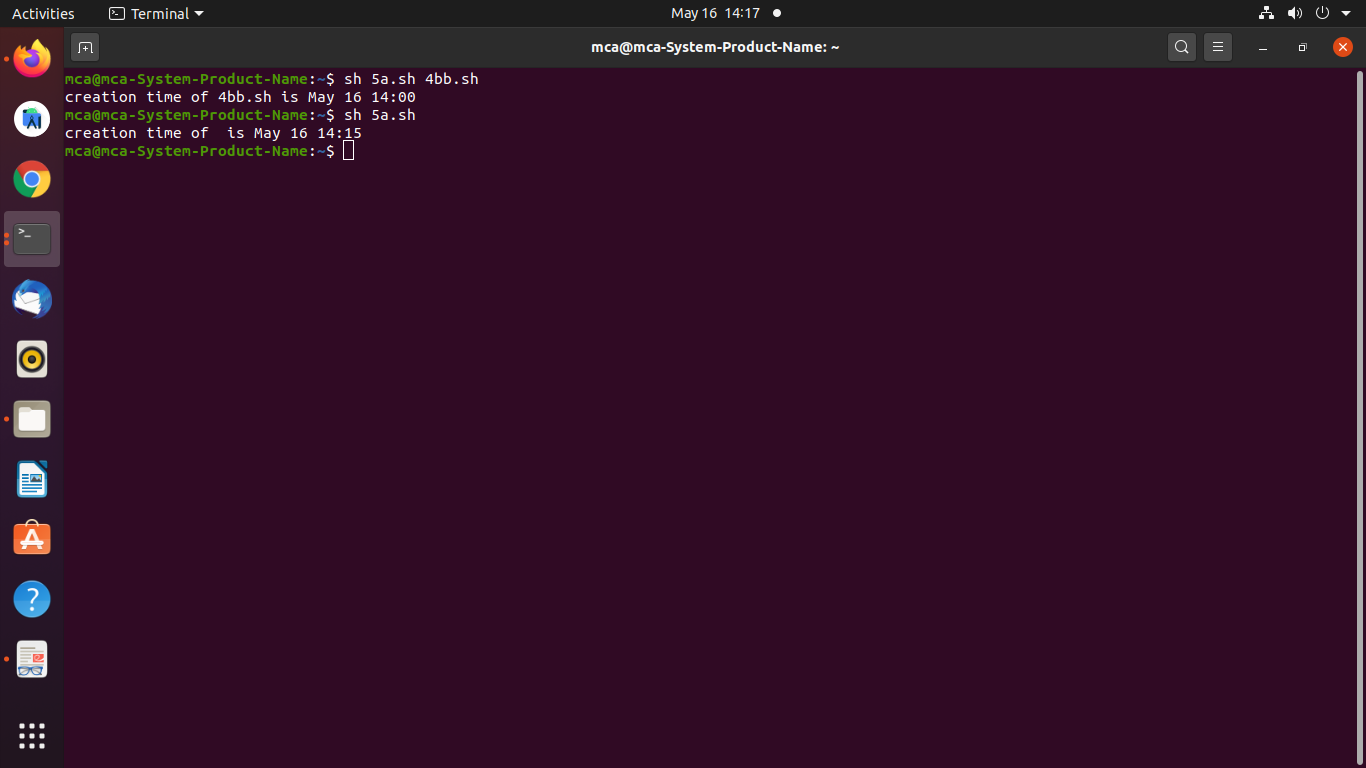 Activities Terminal May 16 14:17
mca@mca-System-Product-Name: ~
mca@mca-System-Product-Name:~$ sh 5a.sh 4bb.sh
creation time of 4bb.sh is May 16 14:00
mca@mca-System-Product-Name:~$ sh 5a.sh
creation time of  is May 16 14:15
mca@mca-System-Product-Name:~$